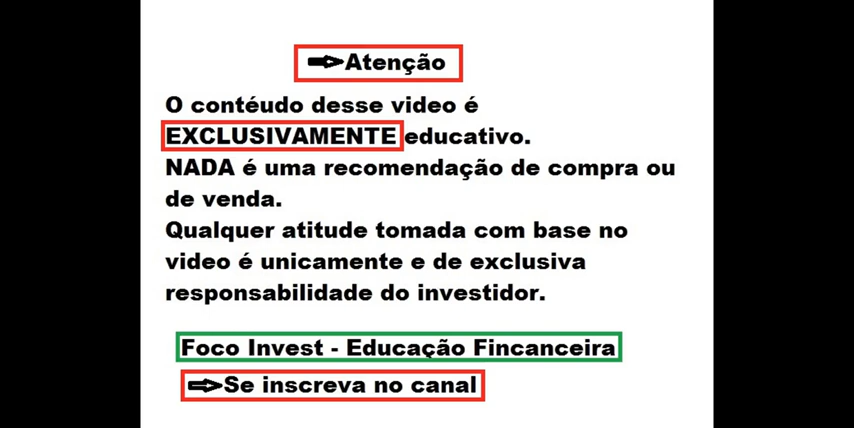 ⇨Atenção
O contéudo desse video é
EXCLUSIVAMENTE educativo.
NADA é uma recomendação de compra ou
de venda.
Qualquer atitude tomada com base no
video é unicamente e de exclusiva
responsabilidade do investidor.
Foco Invest - Educação Fincanceira
⇨Se inscreva no canal